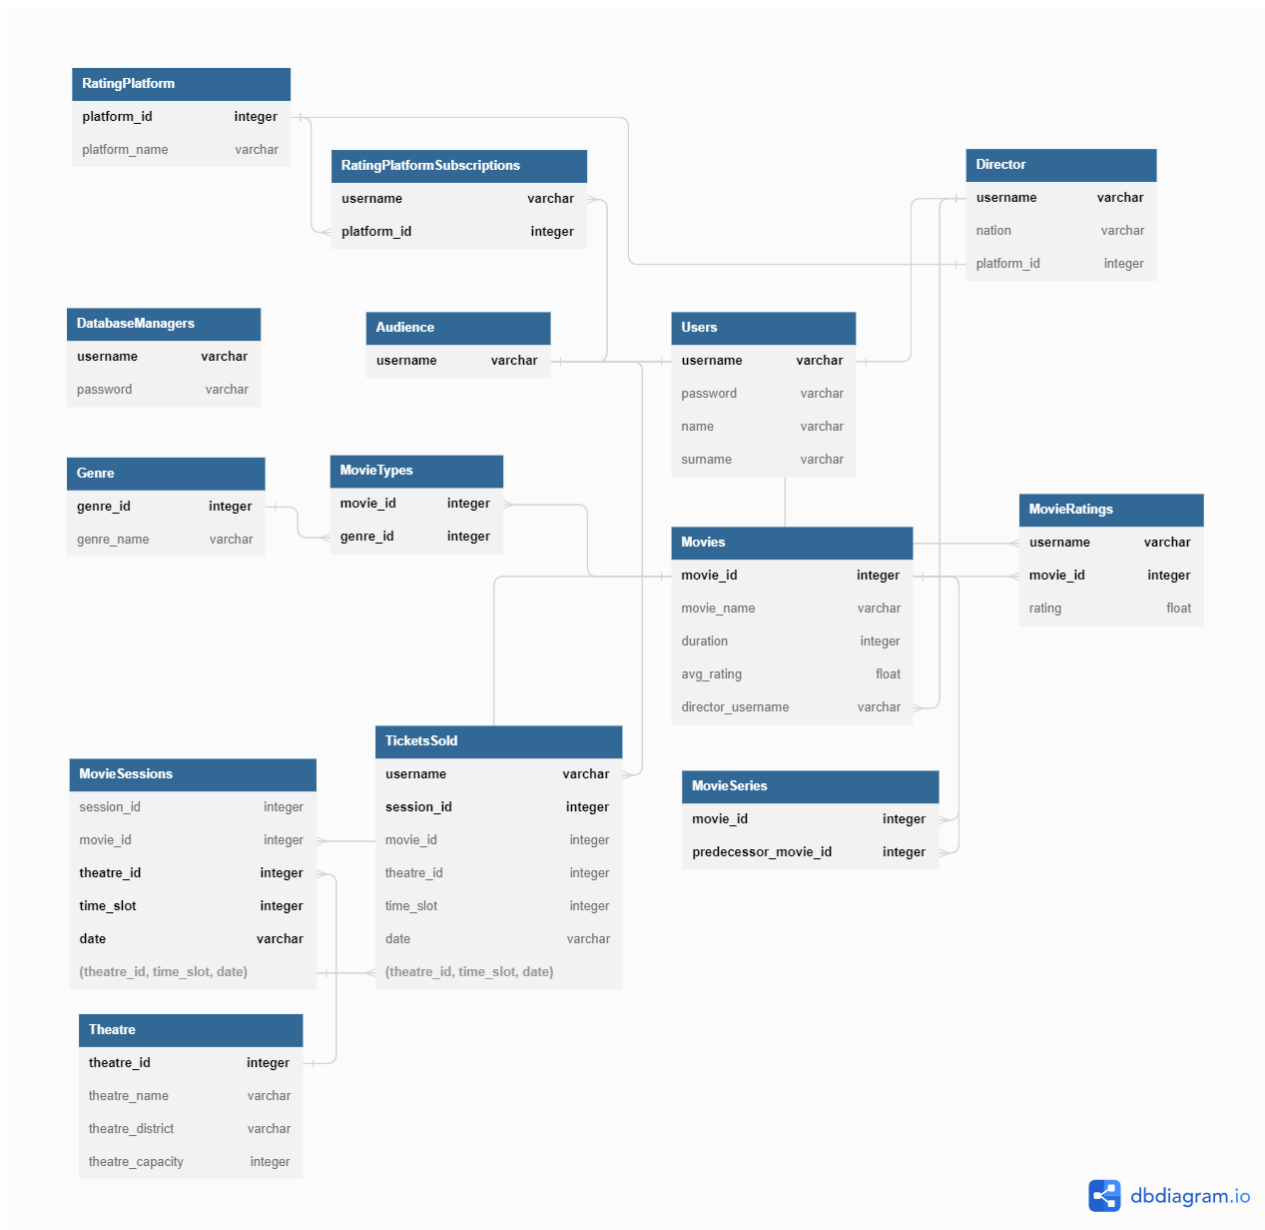 RatingPlatform
platform_id integer
platform_name varchar
RatingPlatformSubscriptions
username varchar
platform_id integer
Director
username varchar
nation varchar
platform_id integer
DatabaseManagers
username varchar
password varchar
Audience
username varchar
Users
username varchar
password varchar
name varchar
surname varchar
Genre
genre_id integer
genre_name varchar
MovieTypes
movie_id integer
genre_id integer
Movies
movie_id integer
movie_name varchar
duration integer
avg_rating float
director_username varchar
MovieRatings
username varchar
movie_id integer
rating float
MovieSessions
session_id integer
movie_id integer
theatre_id integer
time_slot integer
date varchar
(theatre_id, time_slot, date)
TicketsSold
username varchar
session_id integer
movie_id integer
theatre_id integer
time_slot integer
date varchar
(theatre_id, time_slot, date)
MovieSeries
movie_id integer
predecessor_movie_id integer
Theatre
theatre_id integer
theatre_name varchar
theatre_district varchar
theatre_capacity integer
dbdiagram.io